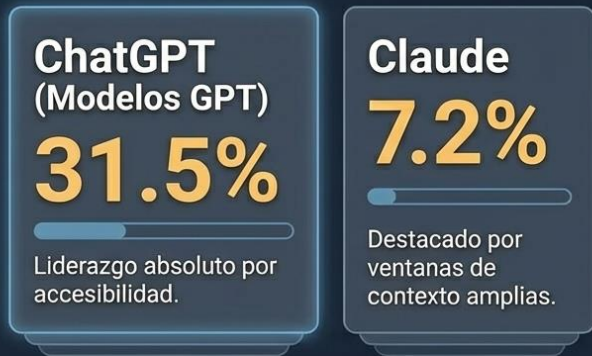 ChatGPT
(Modelos GPT)
31.5%
Liderazgo absoluto por
accesibilidad.
Claude
7.2%
Destacado por
ventanas de
contexto amplias.